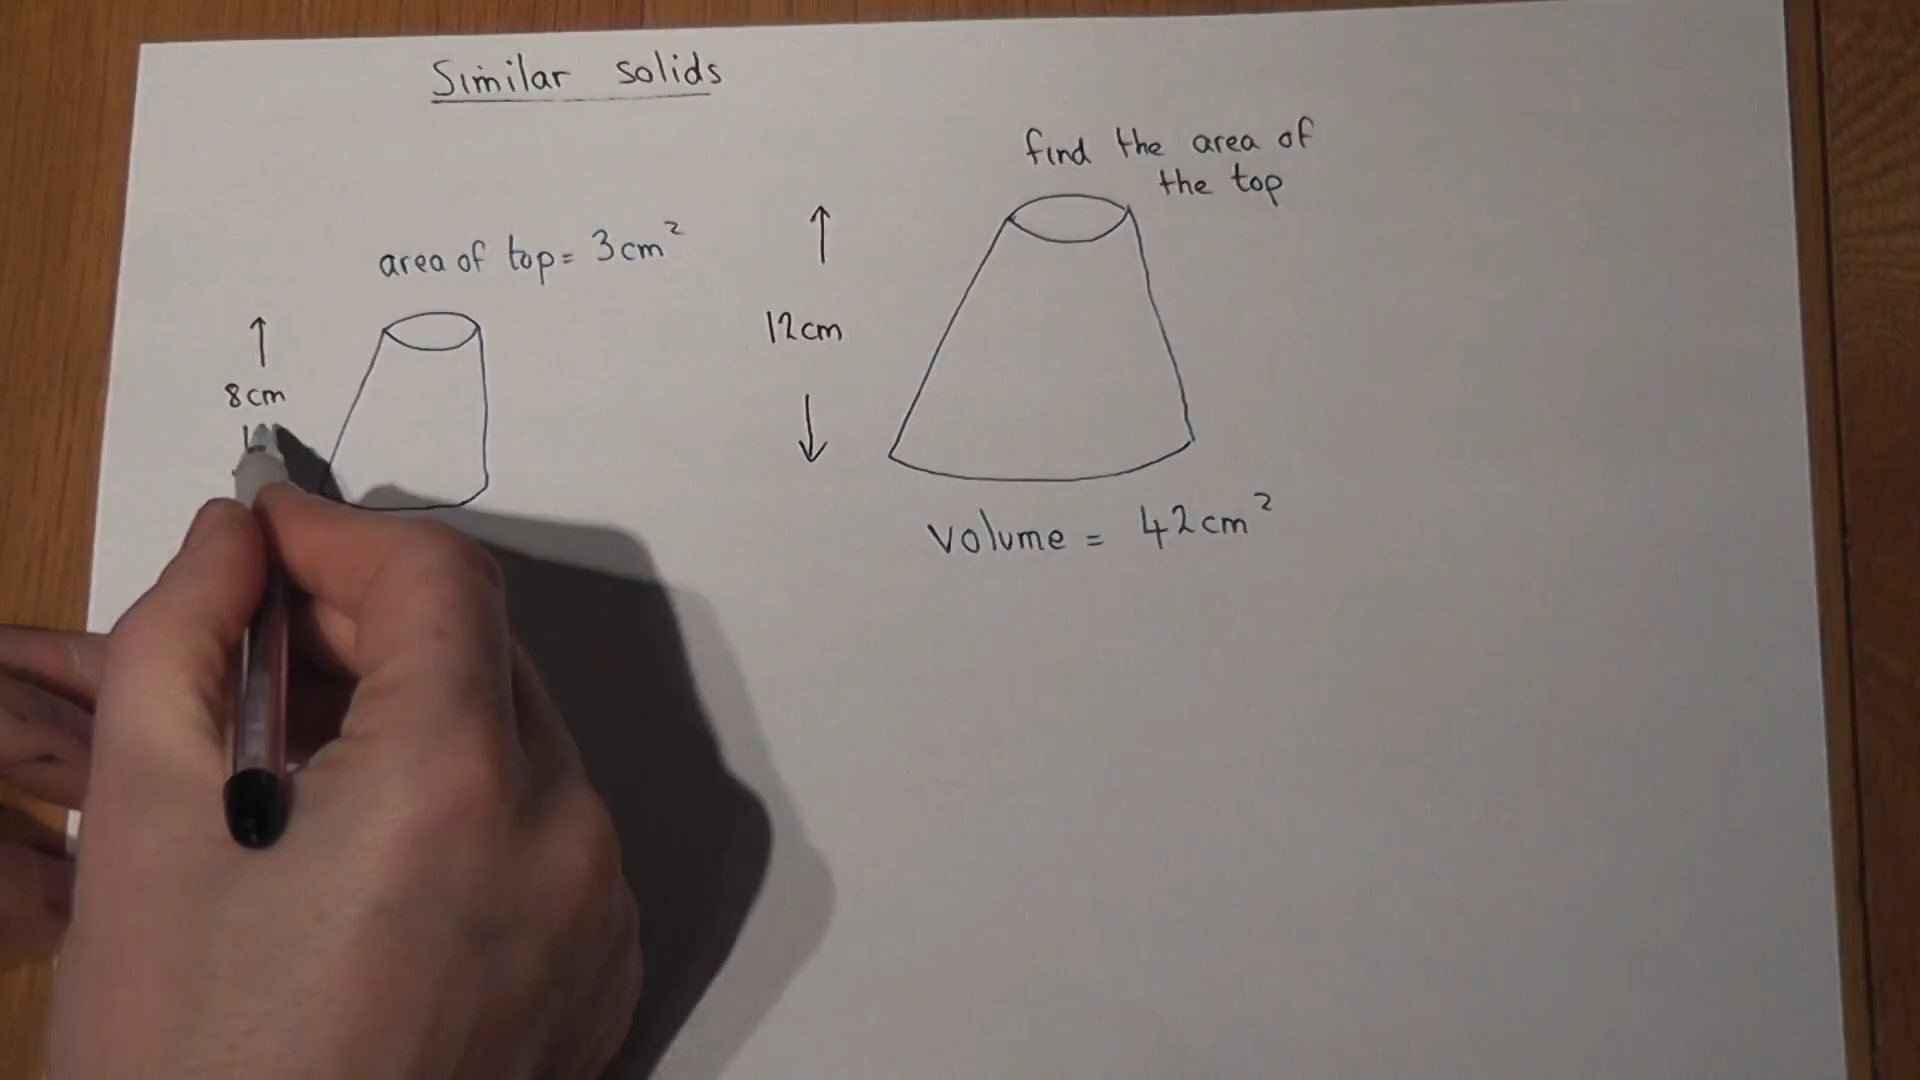 Similar solids
find the area of
the top
area of top = 3cm²
12cm
8cm
volume = 42cm²